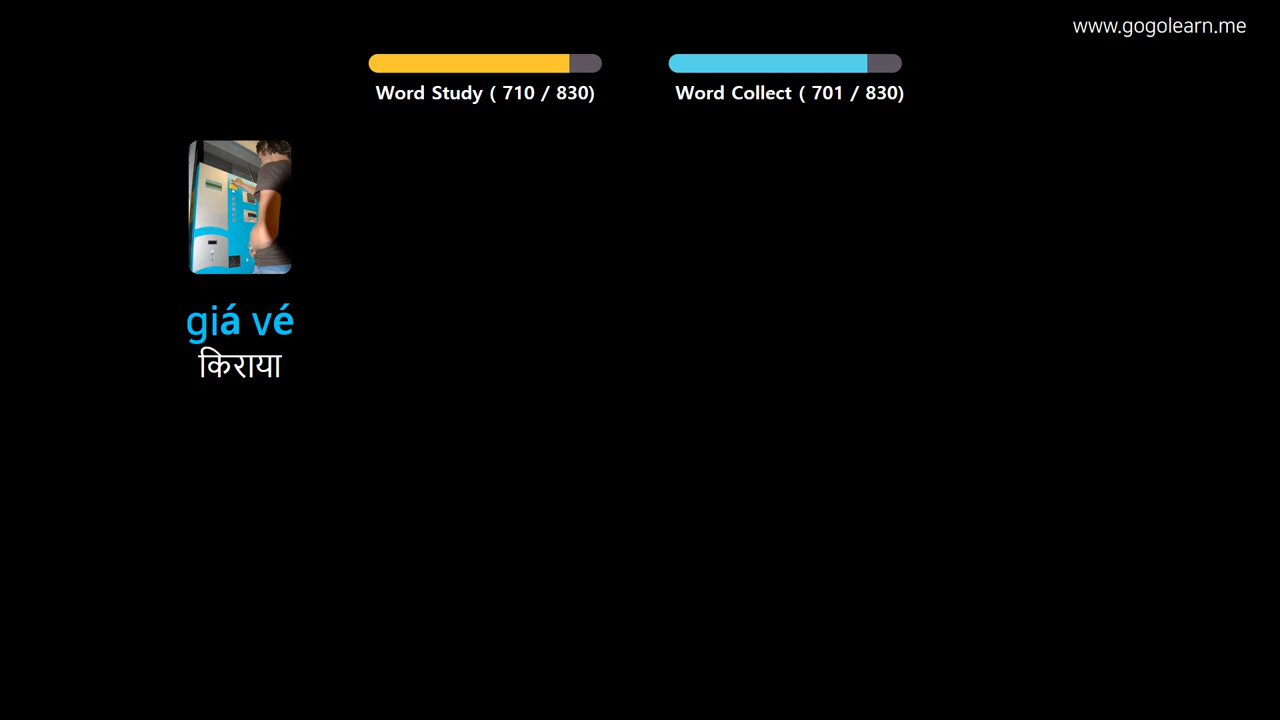 www.gogolearn.me
Word Study ( 710 / 830)
Word Collect ( 701 / 830)
giá vé
किराया